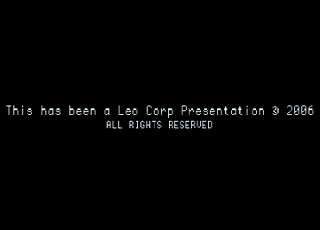 This has been a Leo Corp Presentation © 2006
ALL RIGHTS RESERVED